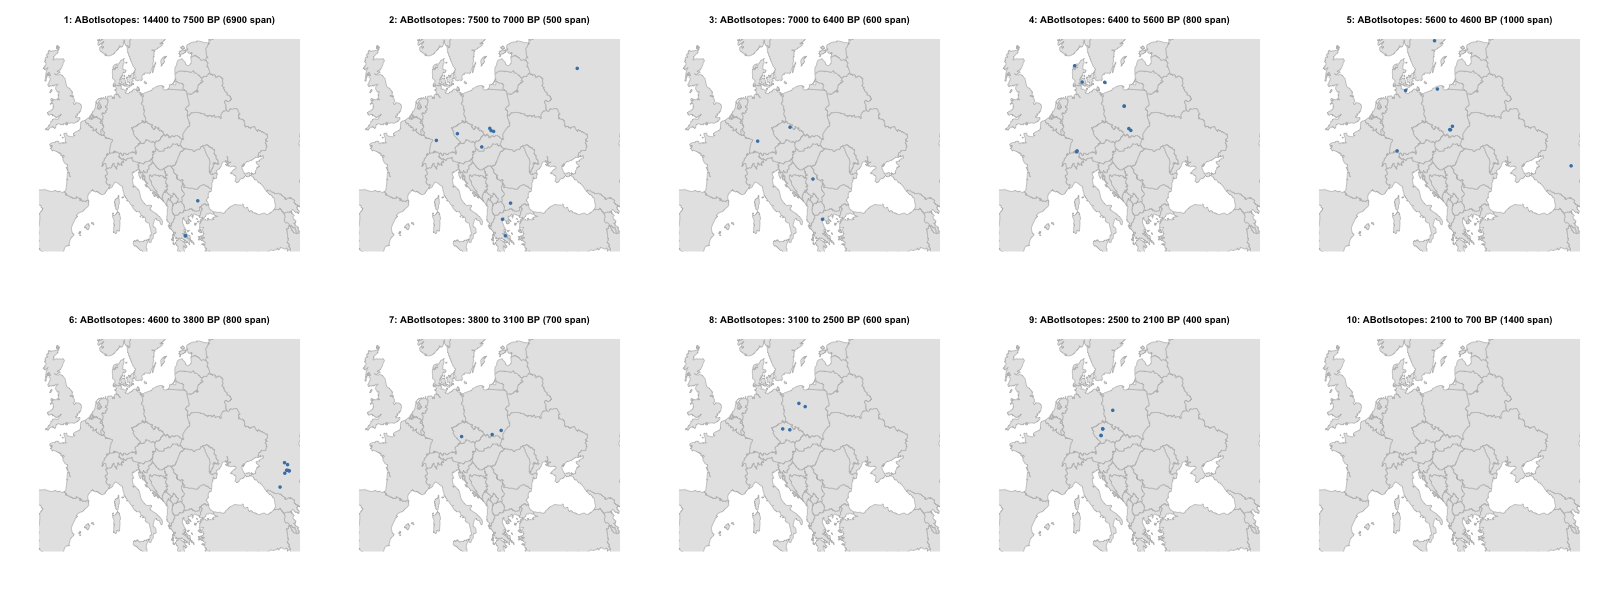 1: ABotIsotopes: 14400 to 7500 BP (6900 span)
2: ABotIsotopes: 7500 to 7000 BP (500 span)
3: ABotIsotopes: 7000 to 6400 BP (600 span)
4: ABotIsotopes: 6400 to 5600 BP (800 span)
5: ABotIsotopes: 5600 to 4600 BP (1000 span)
6: ABotIsotopes: 4600 to 3800 BP (800 span)
7: ABotIsotopes: 3800 to 3100 BP (700 span)
8: ABotIsotopes: 3100 to 2500 BP (600 span)
9: ABotIsotopes: 2500 to 2100 BP (400 span)
10: ABotIsotopes: 2100 to 700 BP (1400 span)